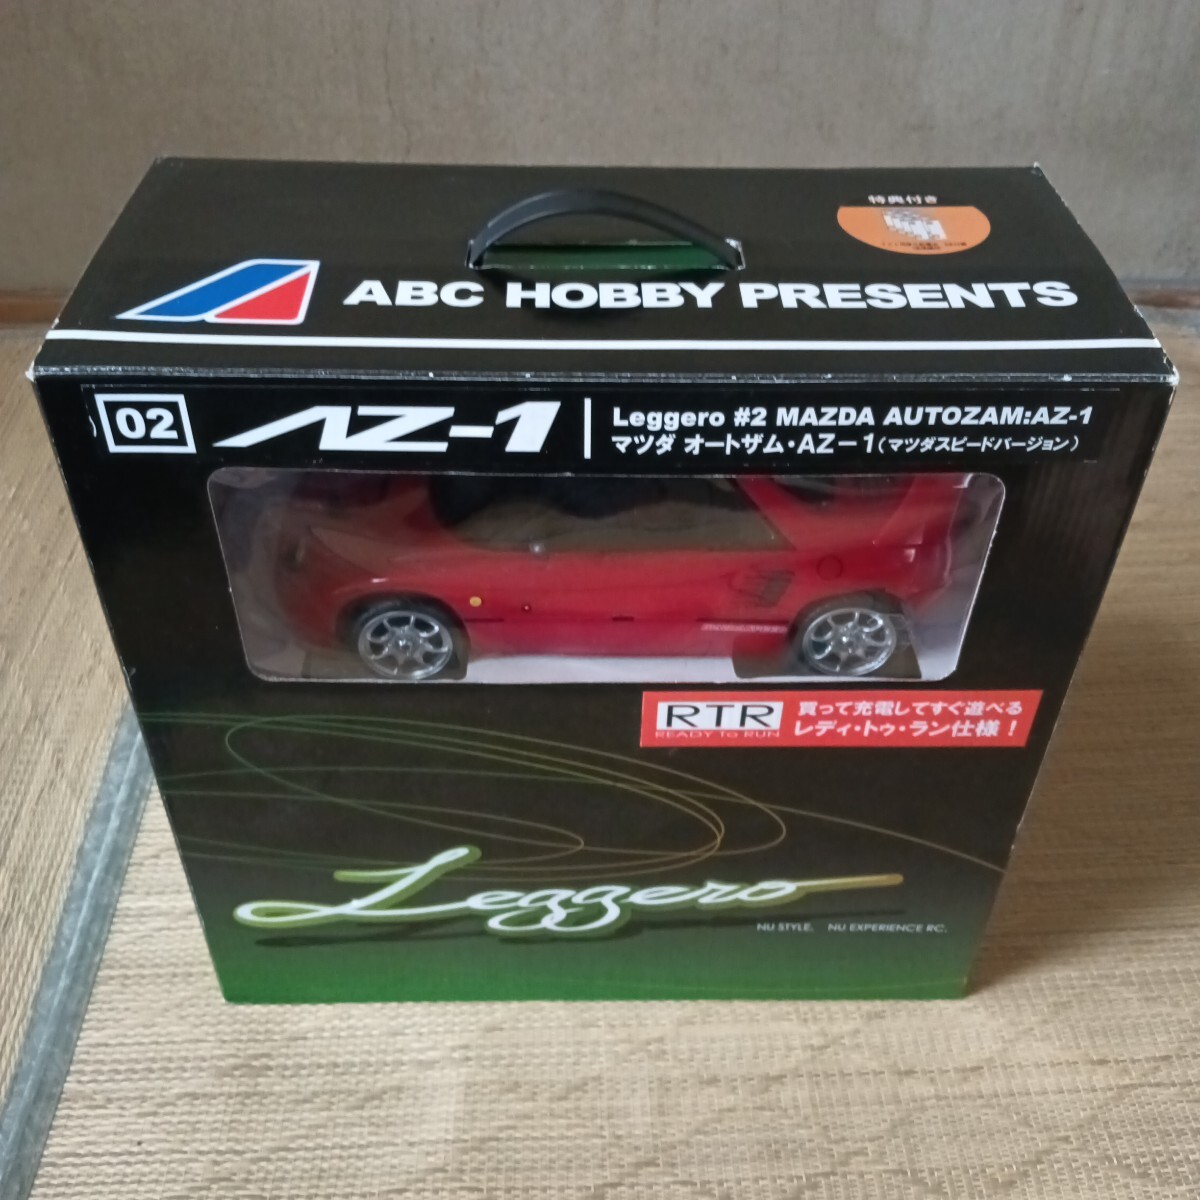 特典付き
ABC HOBBY PRESENTS
02 AZ-1
Leggero #2 MAZDA AUTOZAM:AZ-1
マツダ オートザム・AZ－1（マツダスピードバージョン）
RTR
READY To RUN
買って充電してすぐ遊べる
レディ・トゥ・ラン仕様！
Leggero
NU STYLE. NU EXPERIENCE RC.